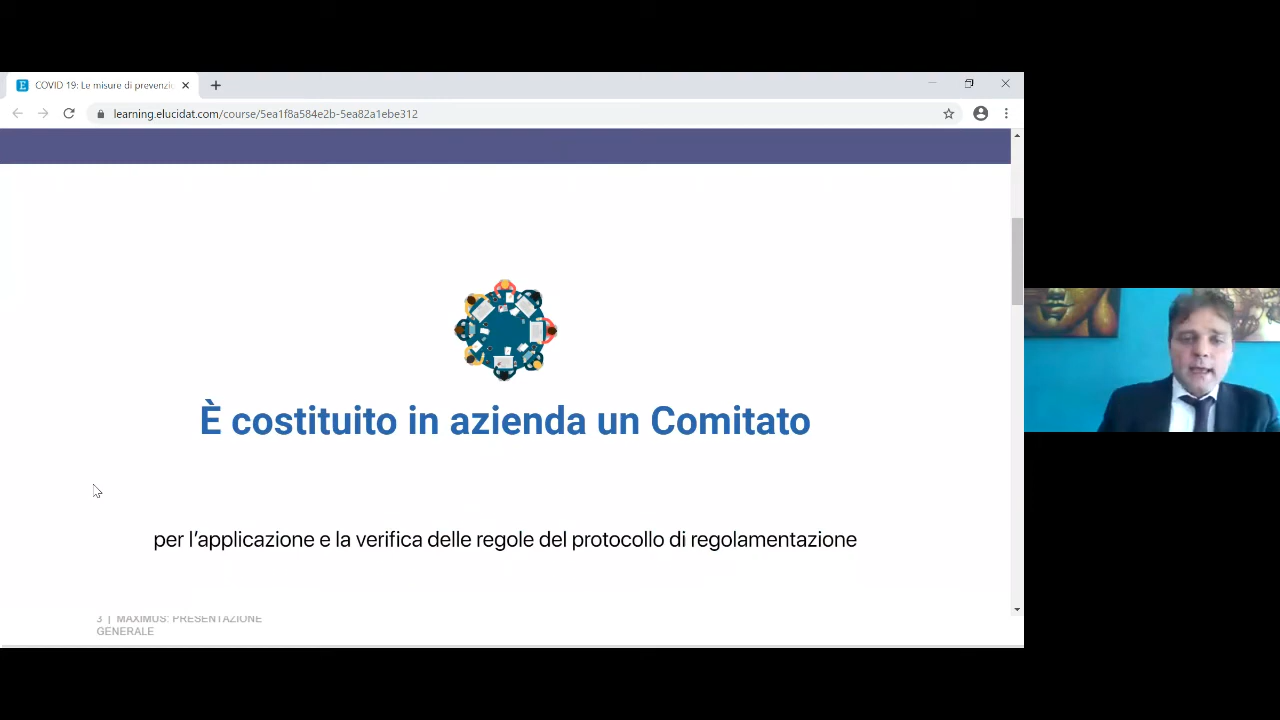 COVID 19: Le misure di prevenzi
learning.elucidat.com/course/5ea1f8a584e2b-5ea82a1ebe312
È costituito in azienda un Comitato
per l’applicazione e la verifica delle regole del protocollo di regolamentazione
3 | MAXIMUS: PRESENTAZIONE
GENERALE